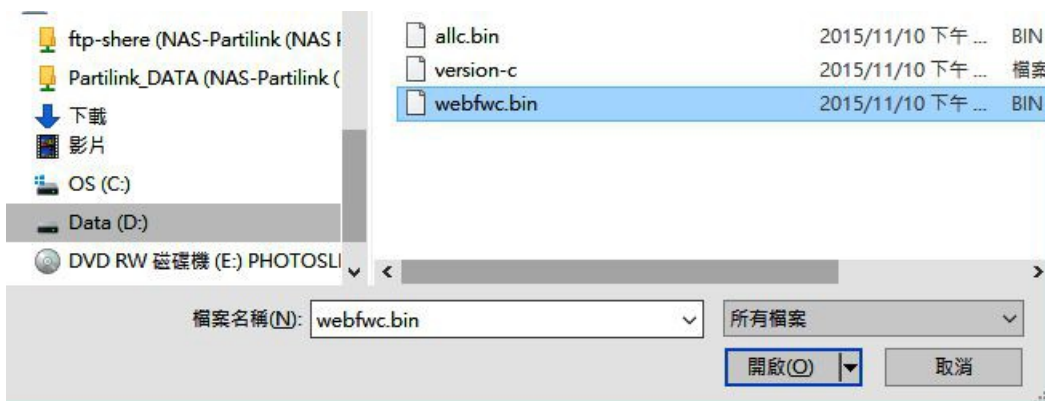 ftp-shere (NAS-Partilink (NAS
Partilink_DATA (NAS-Partilink (
下載
影片
OS (C:)
Data (D:)
DVD RW 磁碟機 (E:) PHOTOSL
allc.bin 2015/11/10 下午 ... BIN
version-c 2015/11/10 下午 ... 檔案
webfwc.bin 2015/11/10 下午 ... BIN
檔案名稱(N): webfwc.bin 所有檔案
開啟(O) 取消